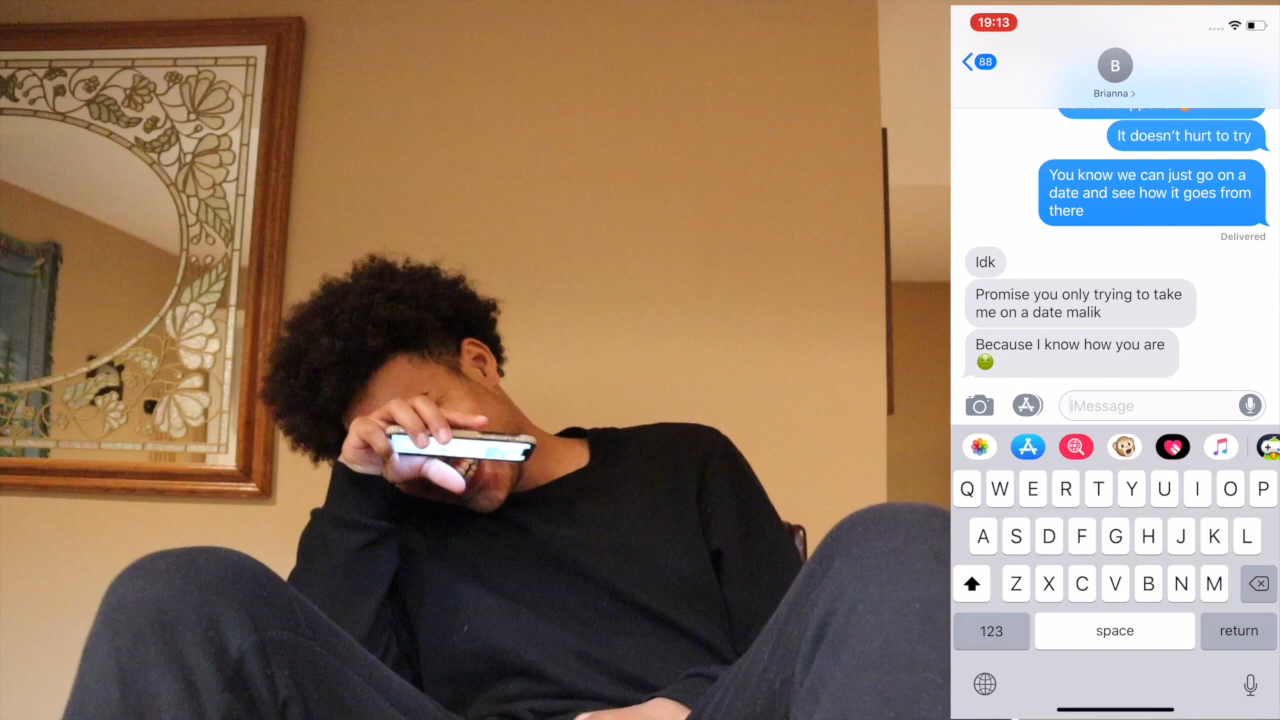 19:13
88
B
Brianna >
It doesn't hurt to try
You know we can just go on a
date and see how it goes from
there
Delivered
Idk
Promise you only trying to take
me on a date malik
Because I know how you are
🤢
iMessage
Q W E R T Y U I O P
A S D F G H J K L
Z X C V B N M
123 space return